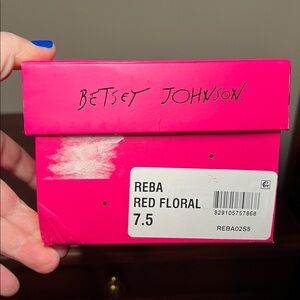 BETSEY JOHNSON.
REBA
RED FLORAL
7.5
829105757868
REBA02S5